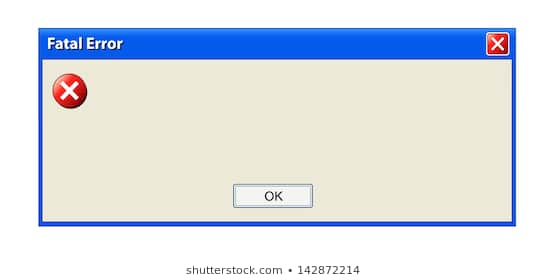 Fatal Error
OK
shutterstock.com • 142872214